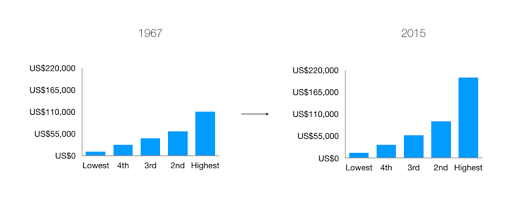 1967
US$220,000
US$165,000
US$110,000
US$55,000
US$0
Lowest 4th 3rd 2nd Highest
2015
US$220,000
US$165,000
US$110,000
US$55,000
US$0
Lowest 4th 3rd 2nd Highest